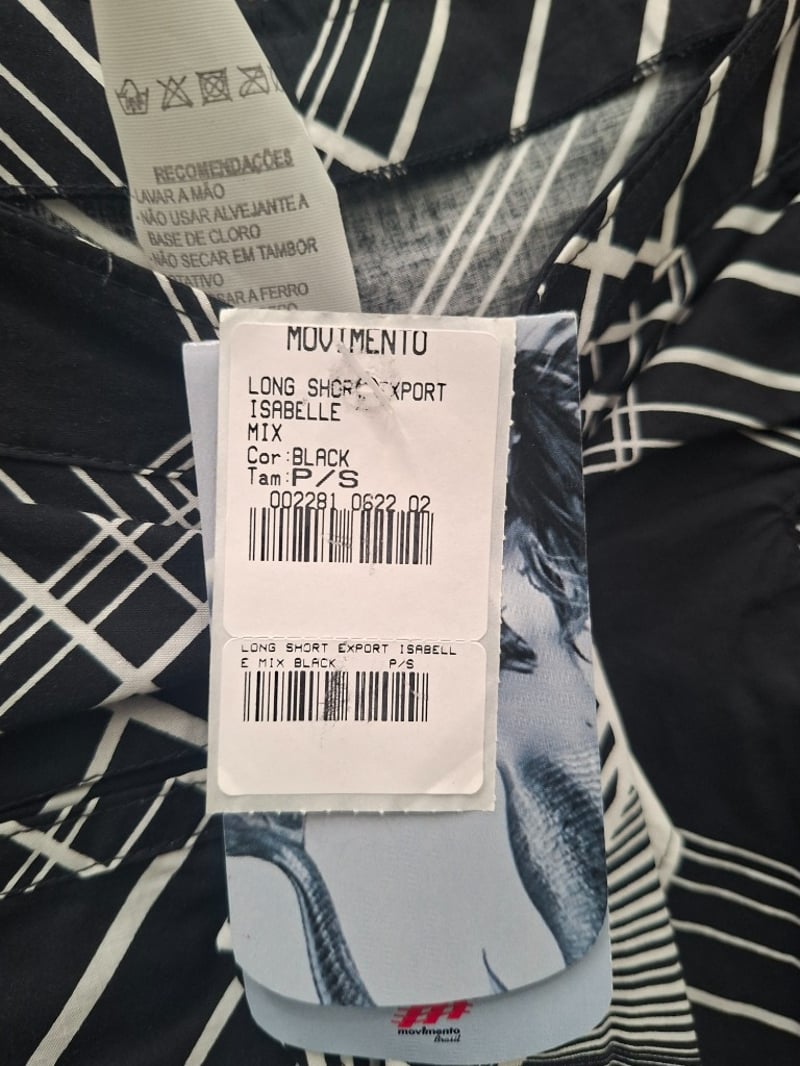 RECOMENDAÇÕES
LAVAR A MÃO
NÃO USAR ALVEJANTE A
BASE DE CLORO
NÃO SECAR EM TAMBOR
MOVIMENTO
LONG SHORT EXPORT
ISABELLE
MIX
Cor:BLACK
Tam:P/S
002281 0622 02
LONG SHORT EXPORT ISABELL
E MIX BLACK P/S
movimento
Brasil